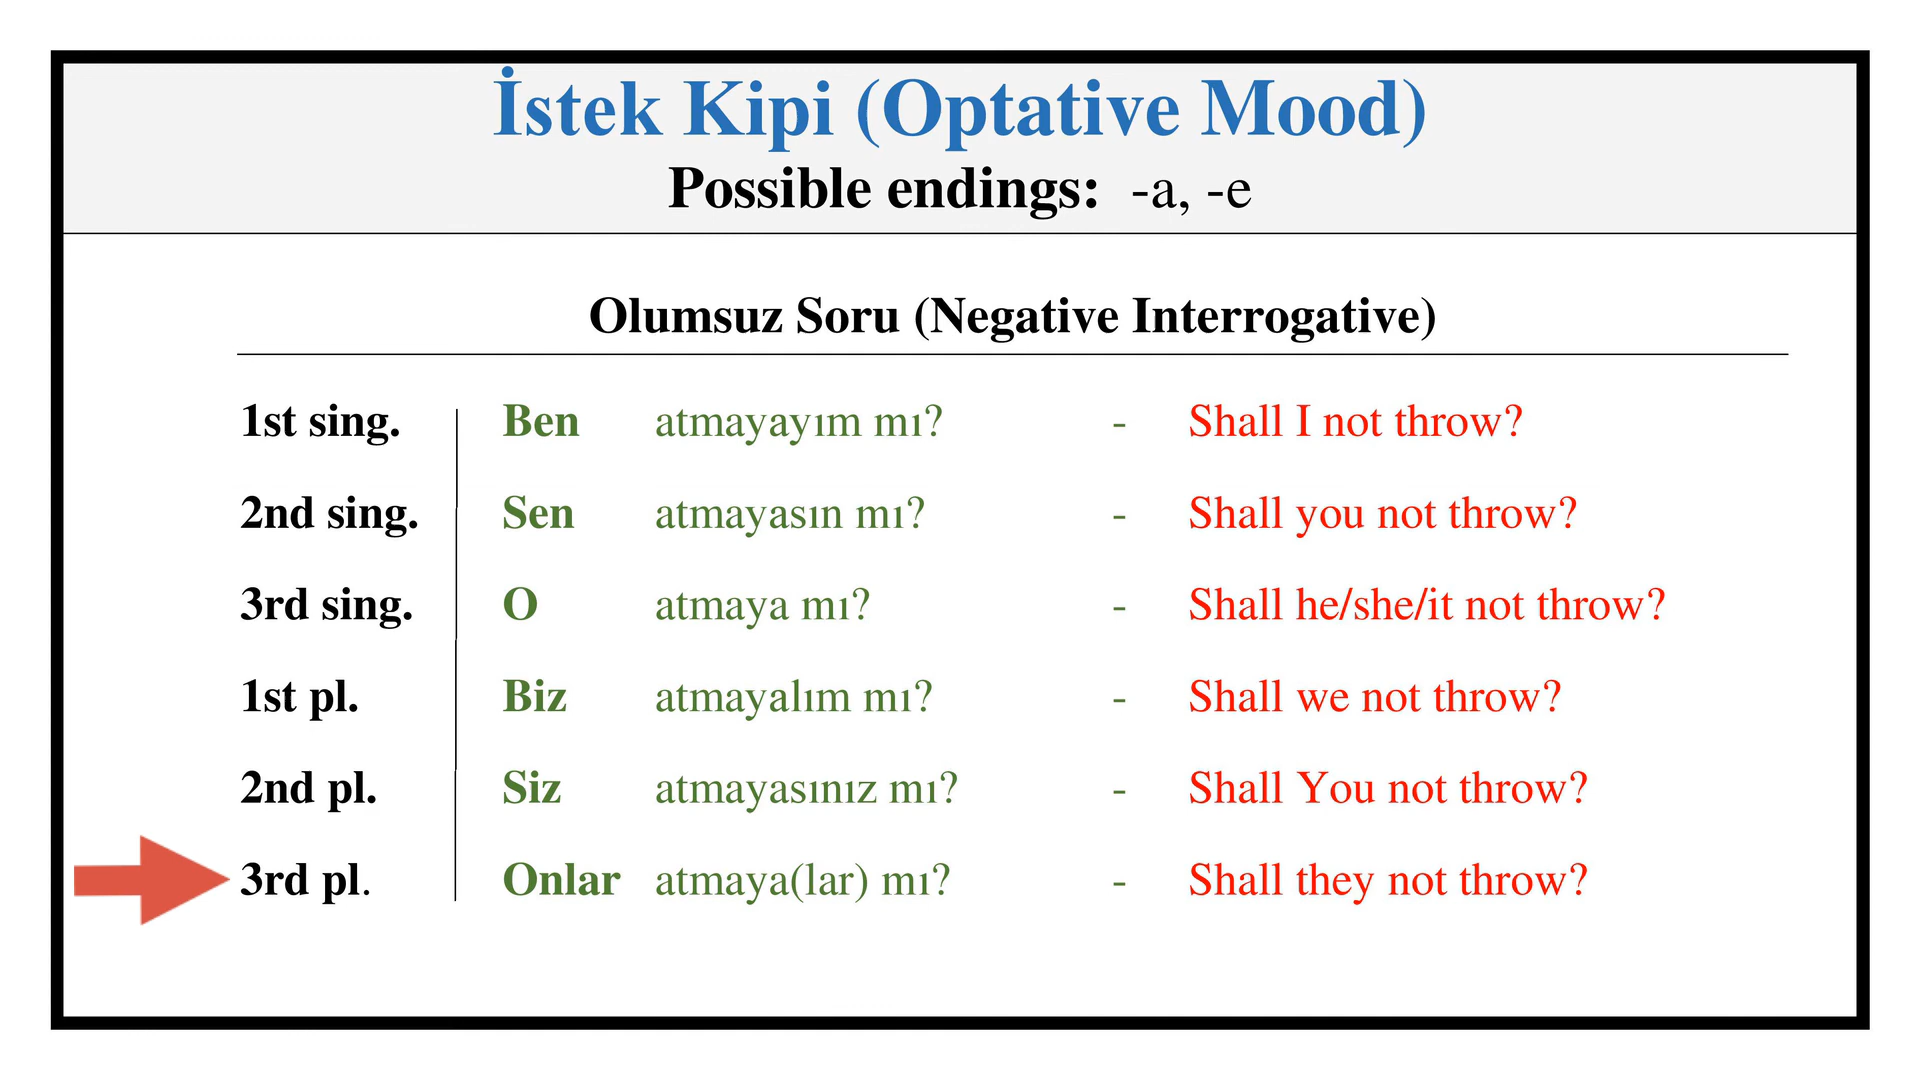 İstek Kipi (Optative Mood)
Possible endings: -a, -e
Olumsuz Soru (Negative Interrogative)
1st sing. Ben atmayayım mı? - Shall I not throw?
2nd sing. Sen atmayasın mı? - Shall you not throw?
3rd sing. O atmaya mı? - Shall he/she/it not throw?
1st pl. Biz atmayalım mı? - Shall we not throw?
2nd pl. Siz atmayasınız mı? - Shall You not throw?
3rd pl. Onlar atmaya(lar) mı? - Shall they not throw?